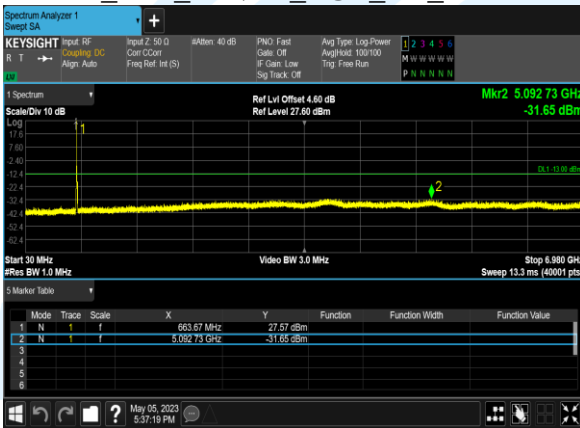 Spectrum Analyzer 1
Swept SA
KEYSIGHT Input: RF Input Z: 50 Ω #Atten: 40 dB PNO: Fast Avg Type: Log-Power 1 2 3 4 5 6
R T Coupling: DC Corr CCorr Gate: Off Avg|Hold: 100/100 M W W W W W
Align: Auto Freq Ref: Int (S) IF Gain: Low Trig: Free Run
Sig Track: Off P N N N N N
1 Spectrum Ref Lvl Offset 4.60 dB Mkr2 5.092 73 GHz
Scale/Div 10 dB Ref Level 27.60 dBm -31.65 dBm
Log
17.6 1
7.60
-2.40
-12.4 DL1 -13.00 dBm
-22.4 2
-32.4
-42.4
-52.4
-62.4
Start 30 MHz Video BW 3.0 MHz Stop 6.980 GHz
#Res BW 1.0 MHz Sweep 13.3 ms (40001 pts)
5 Marker Table
Mode Trace Scale X Y Function Function Width Function Value
1 N 1 f 663.67 MHz 27.57 dBm
2 N 1 f 5.092 73 GHz -31.65 dBm
3
4
5
6
? May 05, 2023
5:37:19 PM